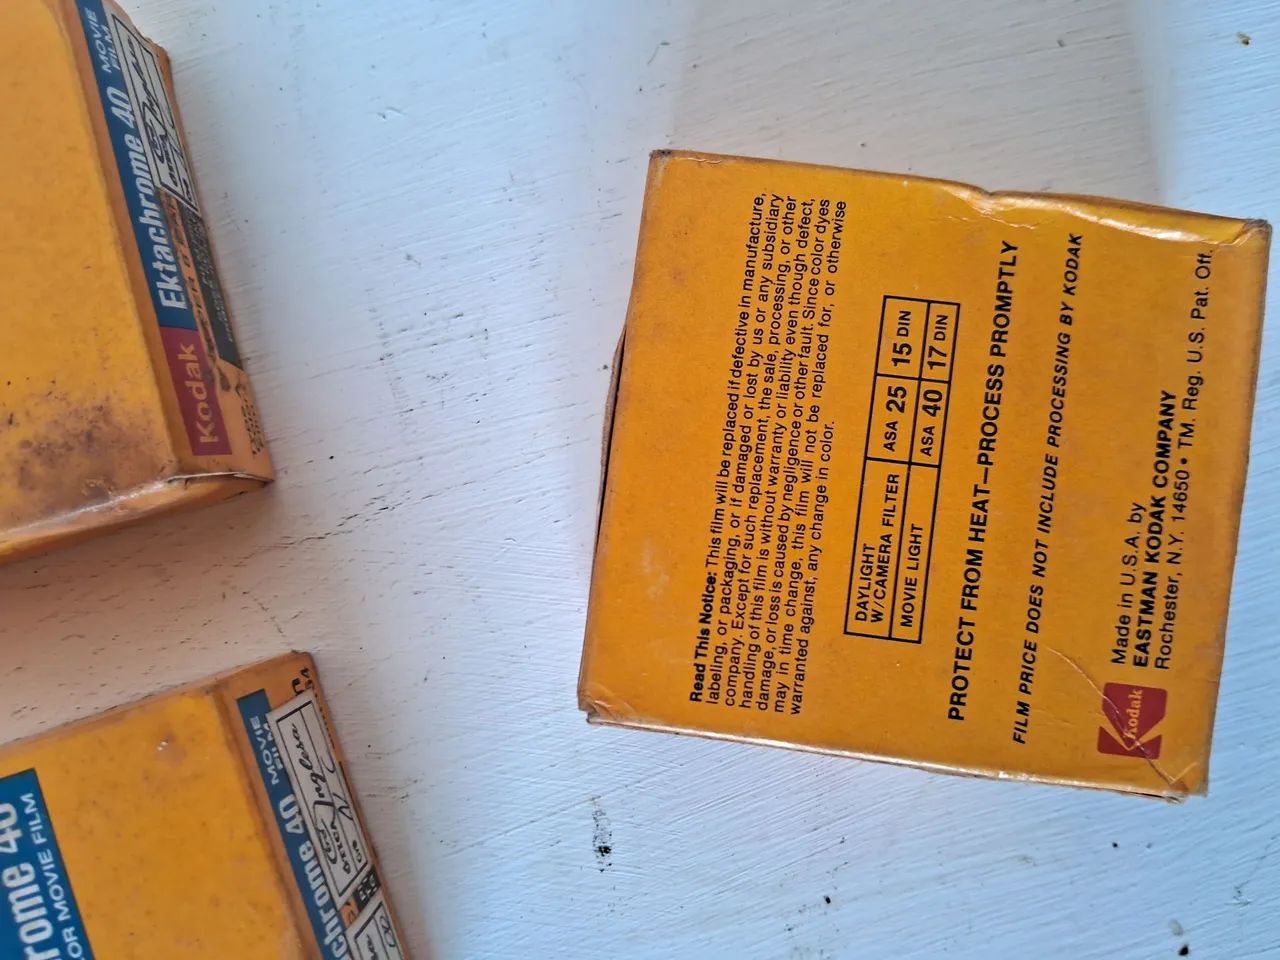 Kodak
Ektachrome 40
MOVIE
FILM
rome 40
OR MOVIE FILM
chrome 40
MOVIE
FILM
Read This Notice: This film will be replaced if defective in manufacture,
labeling, or packaging, or if damaged or lost by us or any subsidiary
company. Except for such replacement, the sale, processing, or other
handling of this film is without warranty or liability even though defect,
damage, or loss is caused by negligence or other fault. Since color dyes
may in time change, this film will not be replaced for, or otherwise
warranted against, any change in color.
DAYLIGHT
W/CAMERA FILTER ASA 25 15 DIN
MOVIE LIGHT ASA 40 17 DIN
PROTECT FROM HEAT—PROCESS PROMPTLY
FILM PRICE DOES NOT INCLUDE PROCESSING BY KODAK
Kodak
Made in U.S.A. by
EASTMAN KODAK COMPANY
Rochester, N.Y. 14650 • TM. Reg. U.S. Pat. Off.